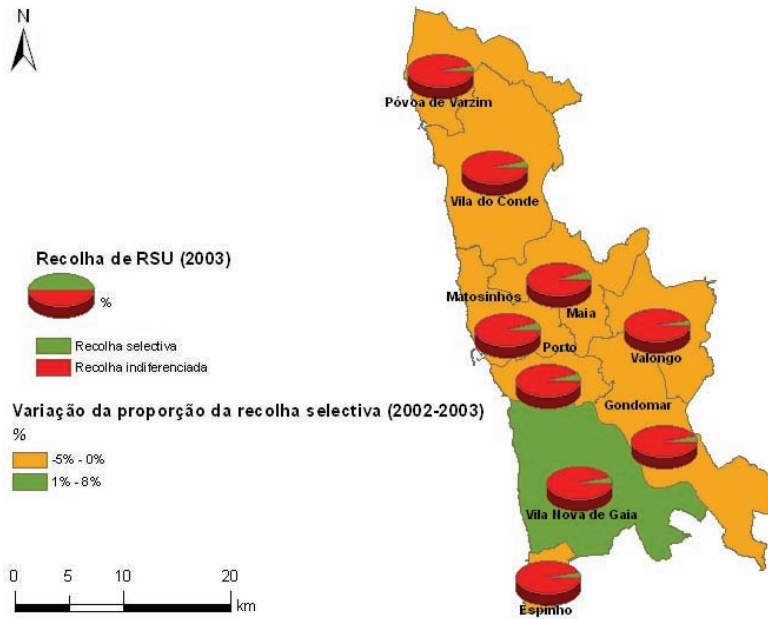 N
Póvoa de Varzim
Vila do Conde
Recolha de RSU (2003)
%
Matosinhos
Maia
Recolha selectiva
Porto
Valongo
Recolha indiferenciada
Variação da proporção da recolha selectiva (2002-2003)
Gondomar
%
-5% - 0%
1% - 8%
Vila Nova de Gaia
0 5 10 20
km
Espinho